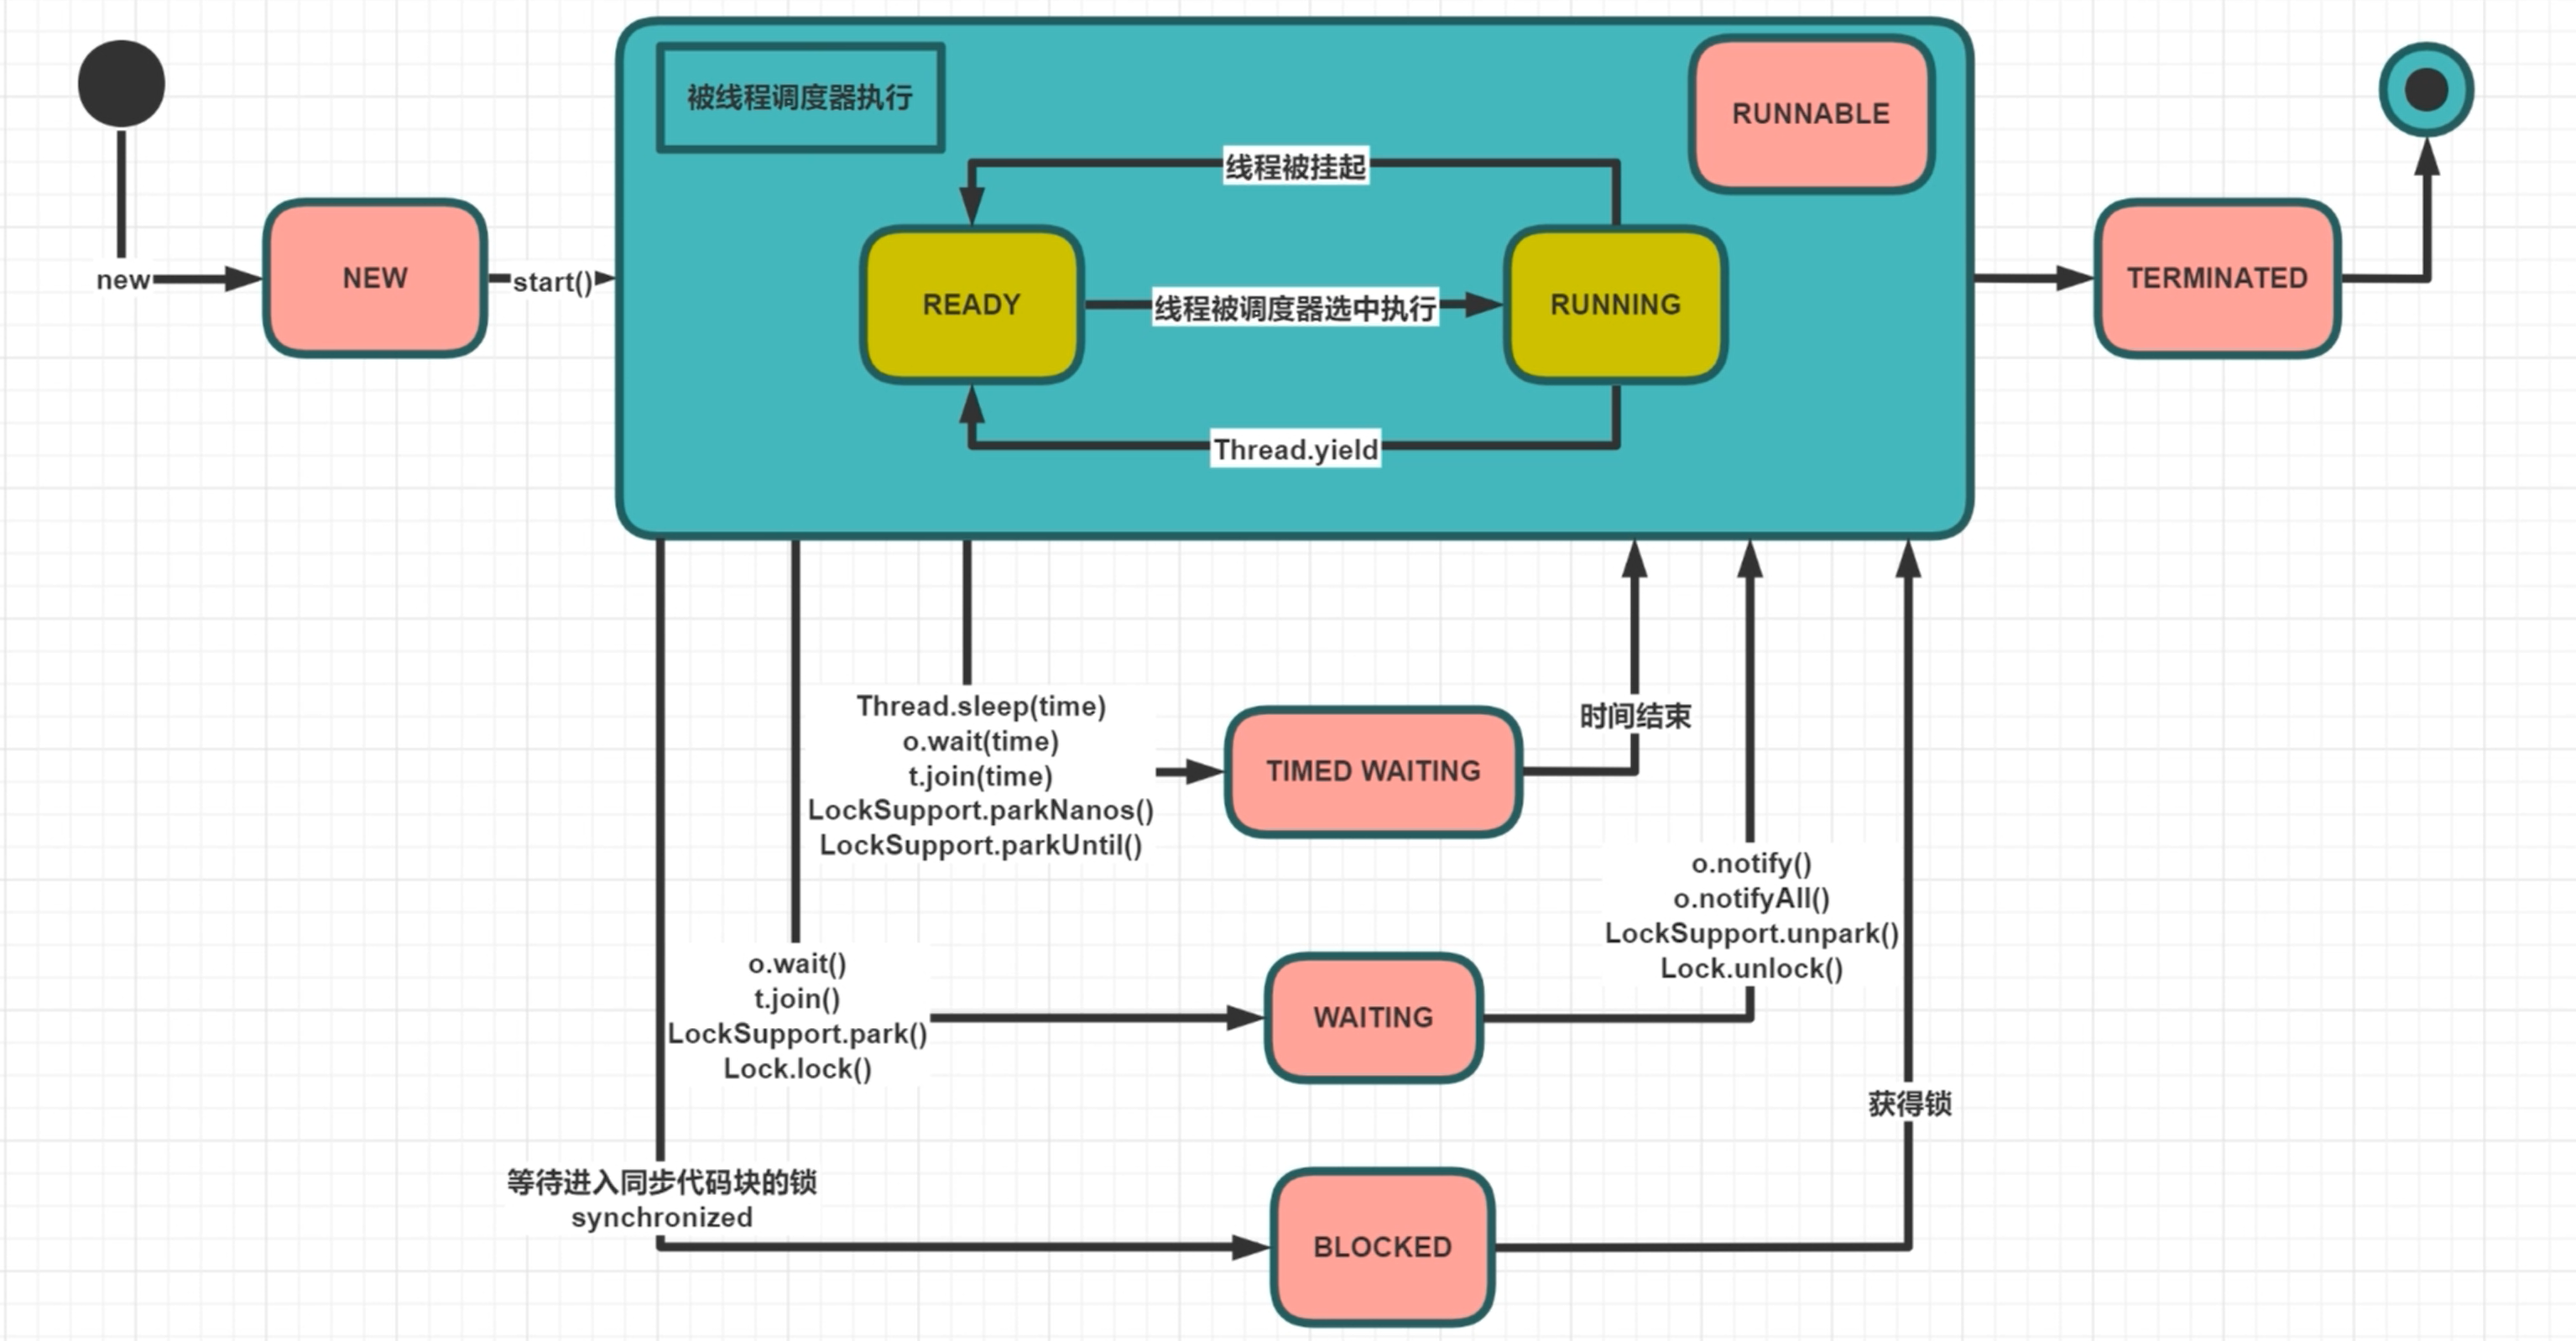 被线程调度器执行
RUNNABLE
线程被挂起
new
NEW
start()
READY
线程被调度器选中执行
RUNNING
TERMINATED
Thread.yield
Thread.sleep(time)
o.wait(time)
t.join(time)
LockSupport.parkNanos()
LockSupport.parkUntil()
TIMED WAITING
时间结束
o.notify()
o.notifyAll()
LockSupport.unpark()
Lock.unlock()
o.wait()
t.join()
LockSupport.park()
Lock.lock()
WAITING
获得锁
等待进入同步代码块的锁
synchronized
BLOCKED